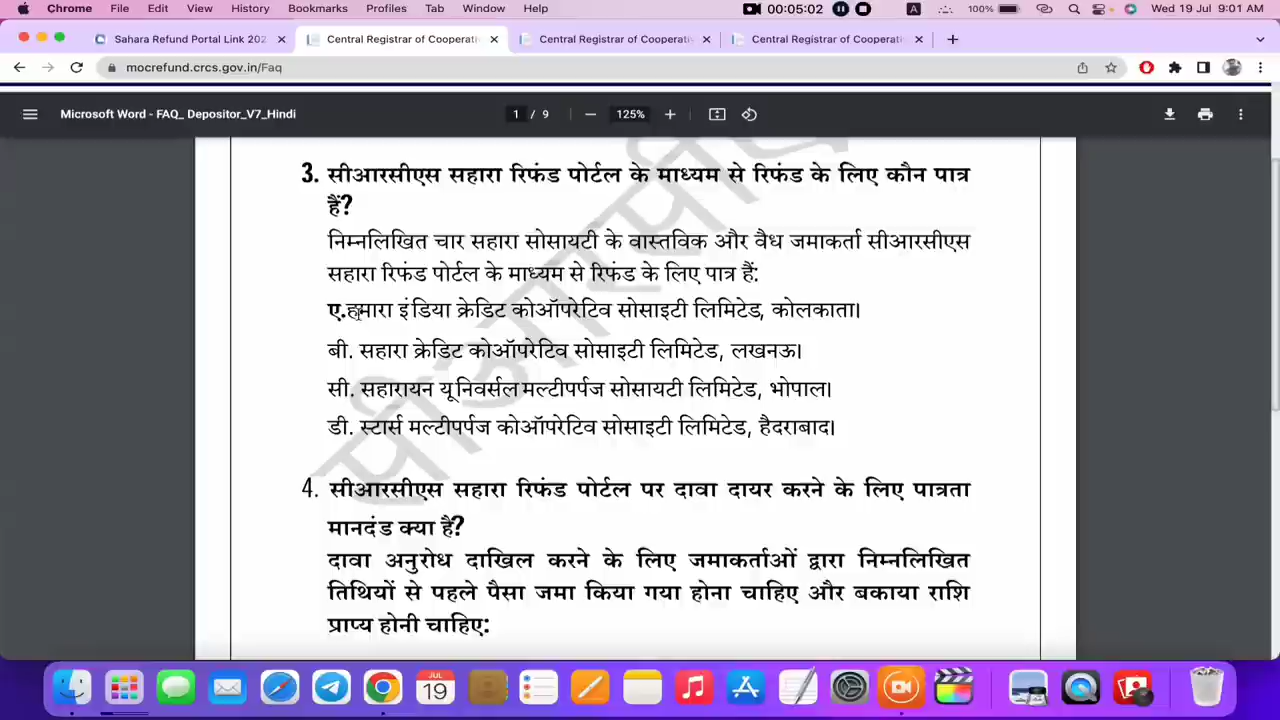 Chrome File Edit View History Bookmarks Profiles Tab Window Help 00:05:02 A 100% Wed 19 Jul 9:01 AM
Sahara Refund Portal Link 202 Central Registrar of Cooperati Central Registrar of Cooperati Central Registrar of Cooperati
mocrefund.crcs.gov.in/Faq
Microsoft Word - FAQ_ Depositor_V7_Hindi 1 / 9 125%
3. सीआरसीएस सहारा रिफंड पोर्टल के माध्यम से रिफंड के लिए कौन पात्र
हैं?
निम्नलिखित चार सहारा सोसायटी के वास्तविक और वैध जमाकर्ता सीआरसीएस
सहारा रिफंड पोर्टल के माध्यम से रिफंड के लिए पात्र हैं:
ए.हमारा इंडिया क्रेडिट कोऑपरेटिव सोसाइटी लिमिटेड, कोलकाता।
बी. सहारा क्रेडिट कोऑपरेटिव सोसाइटी लिमिटेड, लखनऊ।
सी. सहारायन यूनिवर्सल मल्टीपर्पज सोसायटी लिमिटेड, भोपाल।
डी. स्टार्स मल्टीपर्पज कोऑपरेटिव सोसाइटी लिमिटेड, हैदराबाद।
4. सीआरसीएस सहारा रिफंड पोर्टल पर दावा दायर करने के लिए पात्रता
मानदंड क्या है?
दावा अनुरोध दाखिल करने के लिए जमाकर्ताओं द्वारा निम्नलिखित
तिथियों से पहले पैसा जमा किया गया होना चाहिए और बकाया राशि
प्राप्य होनी चाहिए:
सीआरसीएस
JUL
19